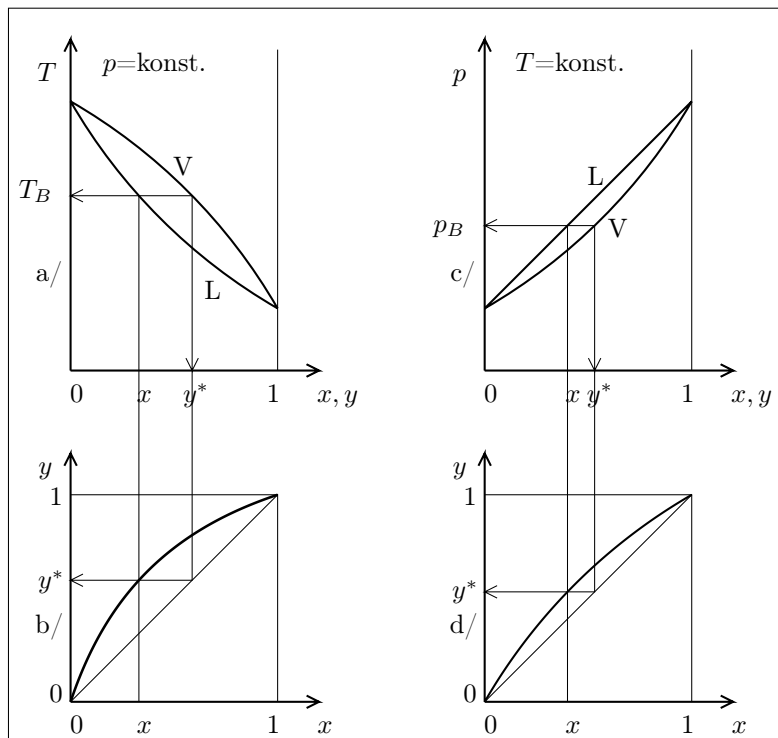 T p=konst.
V
T_B
a/
L
0 x y* 1 x, y
p T=konst.
L
p_B
V
c/
0 x y* 1 x, y
y
1
y*
b/
0
0 x 1 x
y
1
y*
d/
0
0 x 1 x